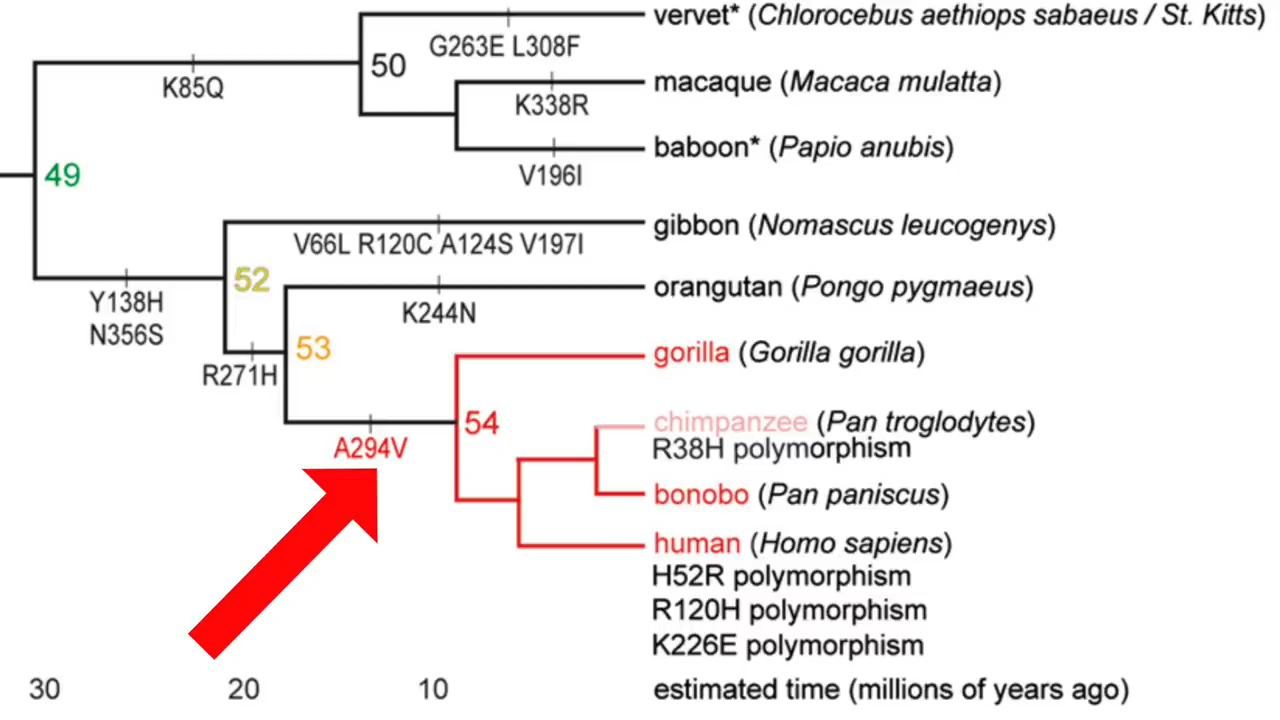 vervet* (Chlorocebus aethiops sabaeus / St. Kitts)
G263E L308F
50
K85Q
macaque (Macaca mulatta)
K338R
baboon* (Papio anubis)
V196I
49
gibbon (Nomascus leucogenys)
V66L R120C A124S V197I
52
Y138H
N356S
orangutan (Pongo pygmaeus)
K244N
53
R271H
gorilla (Gorilla gorilla)
54
A294V
chimpanzee (Pan troglodytes)
R38H polymorphism
bonobo (Pan paniscus)
human (Homo sapiens)
H52R polymorphism
R120H polymorphism
K226E polymorphism
30 20 10 estimated time (millions of years ago)